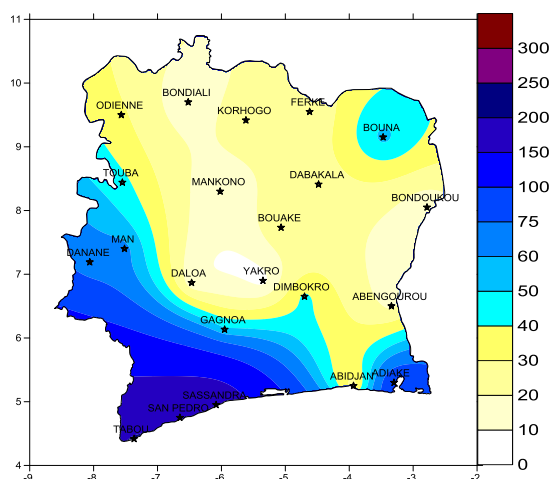 11
300
10
BONDIALI
250
ODIENNE
FERKE
KORHOGO
200
BOUNA
9
150
TOUBA
DABAKALA
MANKONO
100
BONDOUKOU
8
BOUAKE
75
MAN
DANANE
60
7
DALOA
YAKRO
DIMBOKRO
50
ABENGOUROU
GAGNOA
40
6
30
ABIDJAN
ADIAKE
20
5
SASSANDRA
SAN PEDRO
10
TABOU
4
0
-9
-8
-7
-6
-5
-4
-3
-2